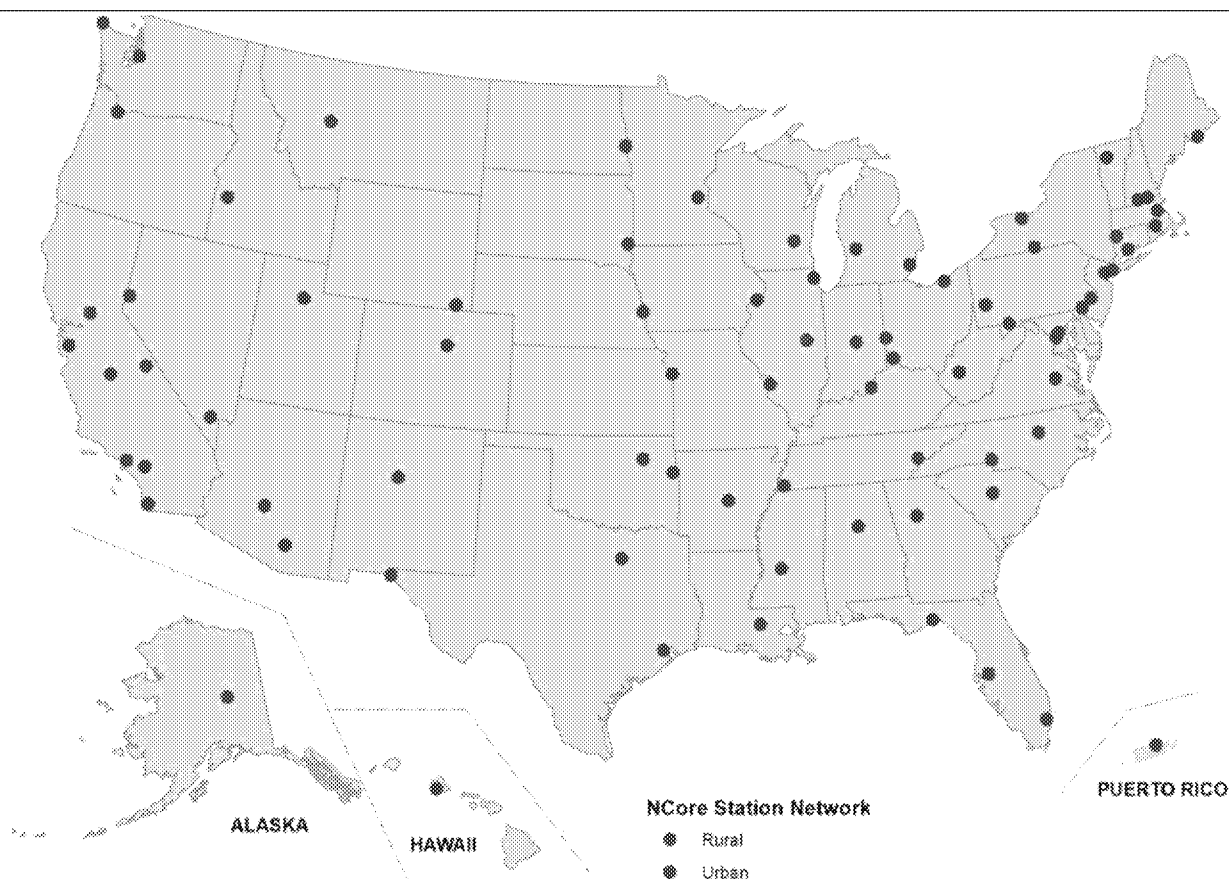 ALASKA
HAWAII
PUERTO RICO
NCore Station Network
Rural
Urban